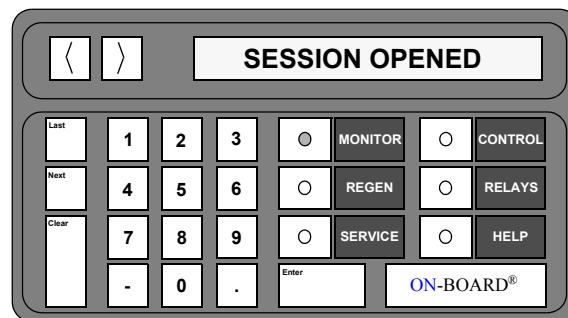 〈 〉 SESSION OPENED
Last 1 2 3 MONITOR CONTROL
Next 4 5 6 REGEN RELAYS
Clear 7 8 9 SERVICE HELP
- 0 . Enter ON-BOARD®